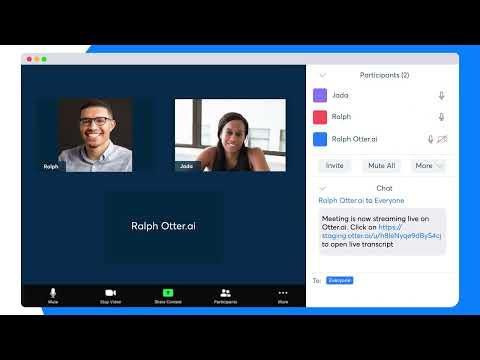 Participants (2)
Jada
Ralph
Ralph Otter.ai
Invite
Mute All
More
Chat
Ralph Otter.ai to Everyone
Meeting is now streaming live on
Otter.ai. Click on https://
staging.otter.ai/u/h8leNyqe9dByS4cj
to open live transcript
To:
Everyone
Ralph
Jada
Ralph Otter.ai
Mute
Stop Video
Share Content
Participants
More